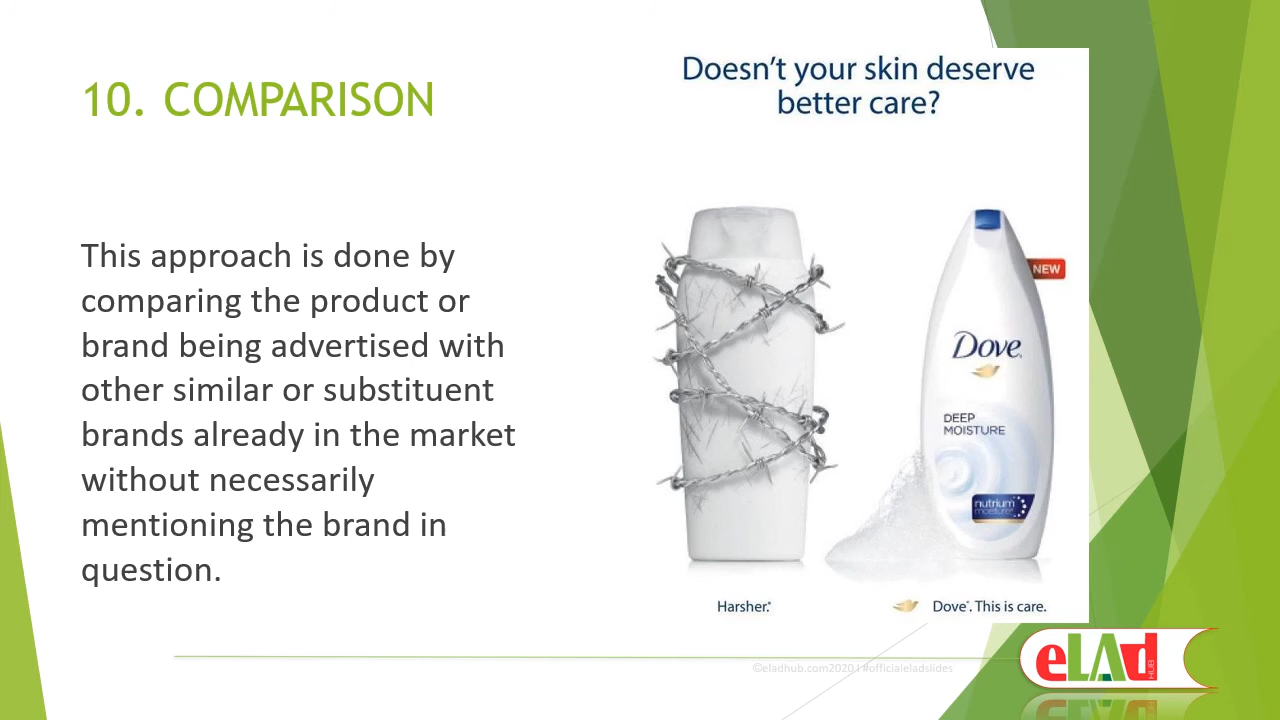 10. COMPARISON
This approach is done by
comparing the product or
brand being advertised with
other similar or substituent
brands already in the market
without necessarily
mentioning the brand in
question.
Doesn't your skin deserve
better care?
NEW
Dove
DEEP
MOISTURE
nutrium
moisture
Harsher.*
Dove. This is care.
©eladhub.com2020 I #officialeladslides
eLAd
HUB